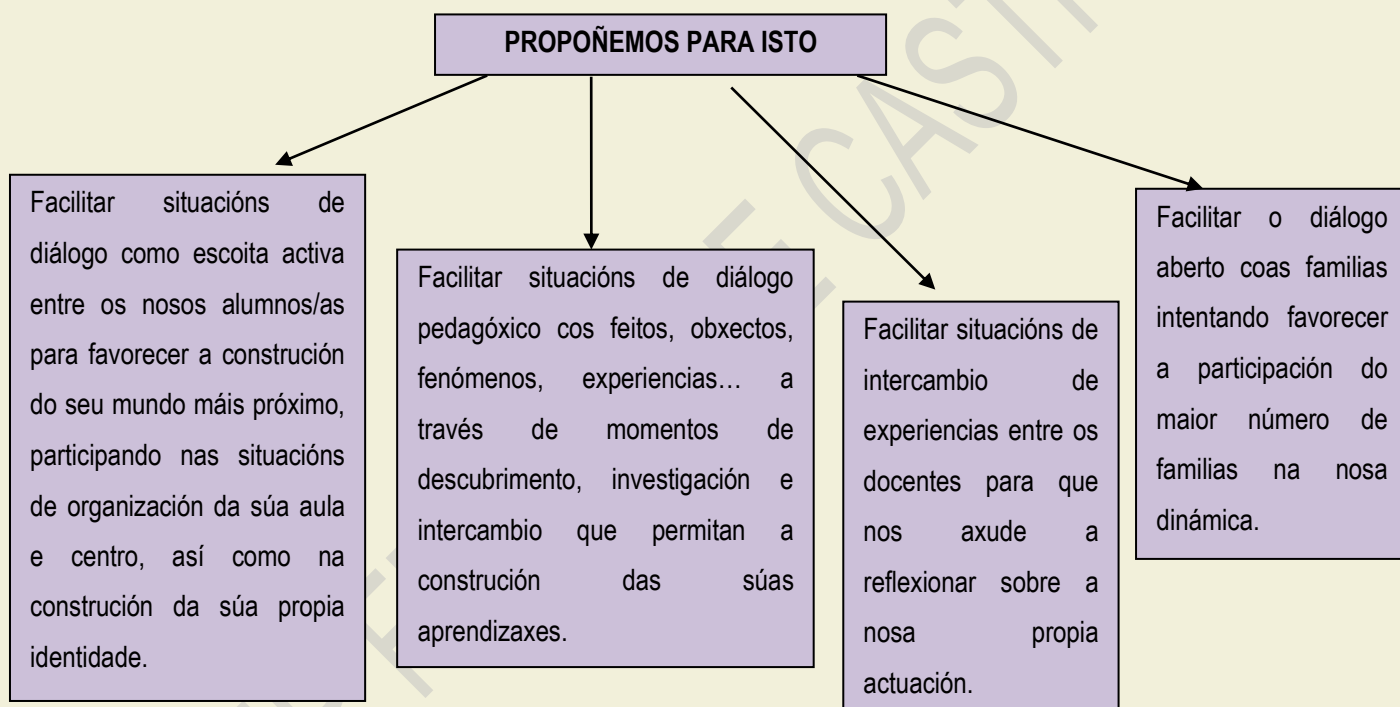 PROPOÑEMOS PARA ISTO
Facilitar situacións de
diálogo como escoita activa
entre os nosos alumnos/as
para favorecer a construción
do seu mundo máis próximo,
participando nas situacións
de organización da súa aula
e centro, así como na
construción da súa propia
identidade.
Facilitar situacións de diálogo
pedagóxico cos feitos, obxectos,
fenómenos, experiencias… a
través de momentos de
descubrimento, investigación e
intercambio que permitan a
construción das súas
aprendizaxes.
Facilitar situacións de
intercambio de
experiencias entre os
docentes para que
nos axude a
reflexionar sobre a
nosa propia
actuación.
Facilitar o diálogo
aberto coas familias
intentando favorecer
a participación do
maior número de
familias na nosa
dinámica.